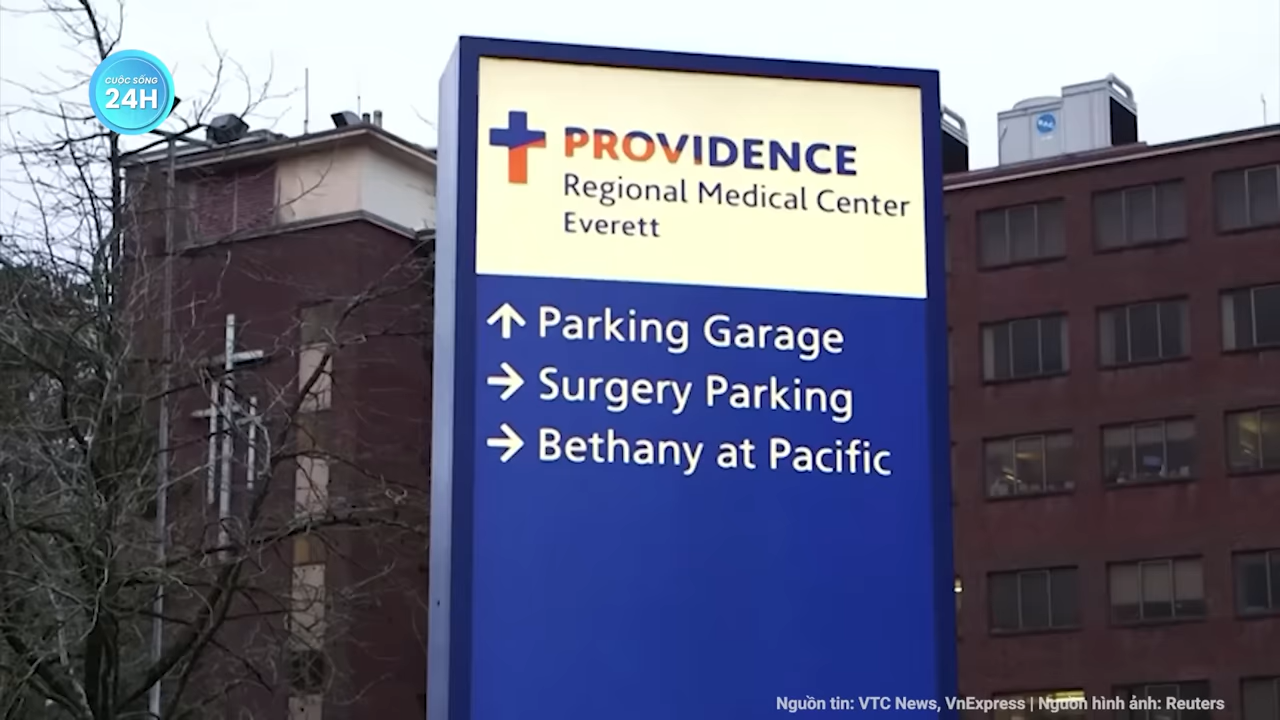 CUỘC SỐNG
24H
PROVIDENCE
Regional Medical Center
Everett
↑ Parking Garage
→ Surgery Parking
→ Bethany at Pacific
Nguồn tin: VTC News, VnExpress | Nguồn hình ảnh: Reuters